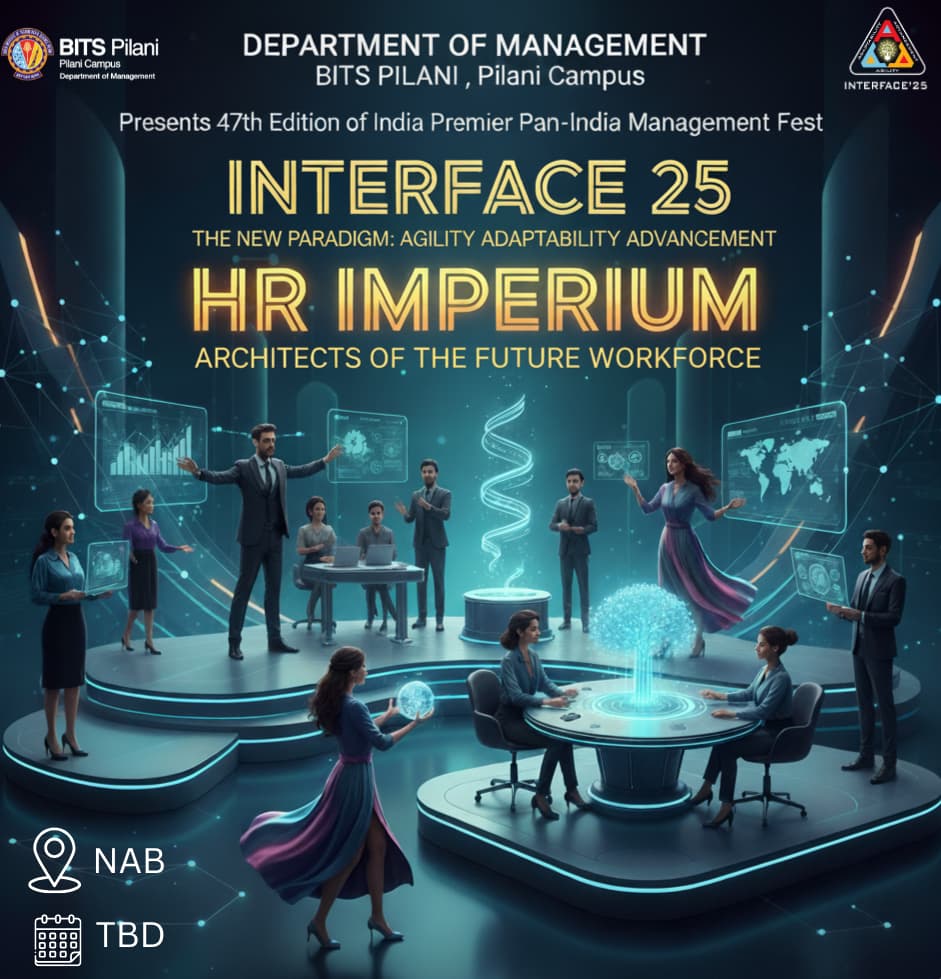 BITS Pilani
Pilani Campus
Department of Management
DEPARTMENT OF MANAGEMENT
BITS PILANI , Pilani Campus
AGILITY
INTERFACE'25
Presents 47th Edition of India Premier Pan-India Management Fest
INTERFACE 25
THE NEW PARADIGM: AGILITY ADAPTABILITY ADVANCEMENT
HR IMPERIUM
ARCHITECTS OF THE FUTURE WORKFORCE
NAB
TBD